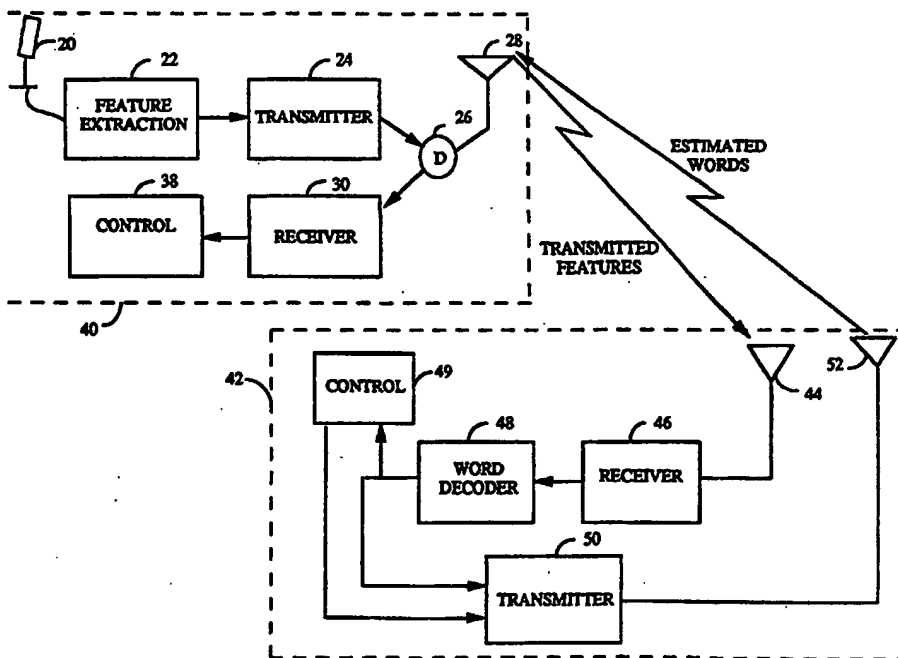 20
22
24
28
FEATURE
EXTRACTION
TRANSMITTER
26
D
ESTIMATED
WORDS
38
30
CONTROL
RECEIVER
TRANSMITTED
FEATURES
40
42
CONTROL
49
44
52
48
46
WORD
DECODER
RECEIVER
50
TRANSMITTER